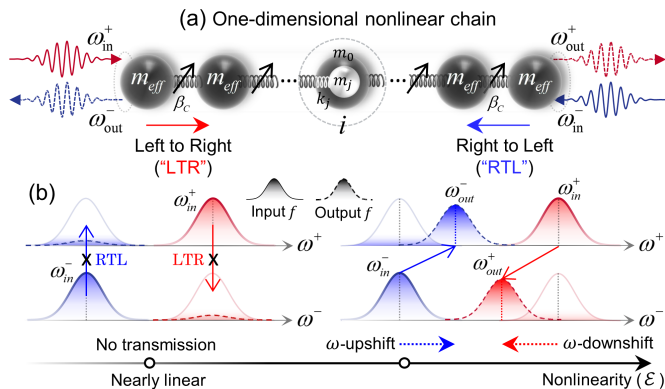 (a) One-dimensional nonlinear chain
ω⁺in
ω⁺out
ω⁻out
ω⁻in
m_eff m_eff m_0 m_j k_j i m_eff m_eff
β_C β_C
Left to Right
("LTR")
Right to Left
("RTL")
(b)
ω⁺in
Input f
Output f
ω⁻out
ω⁺in
ω⁺
ω⁺
RTL
LTR
ω⁻in
ω⁻in
ω⁺out
ω⁻
ω⁻
No transmission
ω-upshift
ω-downshift
Nearly linear
Nonlinearity (ℰ)